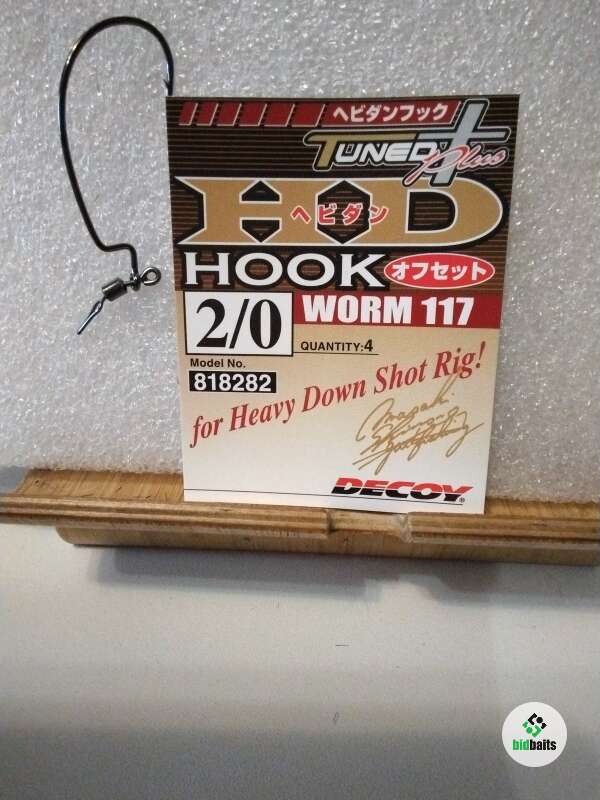 ヘビダンフック
TUNED Plus
HD
ヘビダン
HOOK オフセット
2/0 WORM 117
QUANTITY:4
Model No.
818282
for Heavy Down Shot Rig!
DECOY®
bidbaits